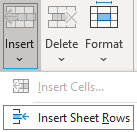 Insert Delete Format
Insert Cells...
Insert Sheet Rows